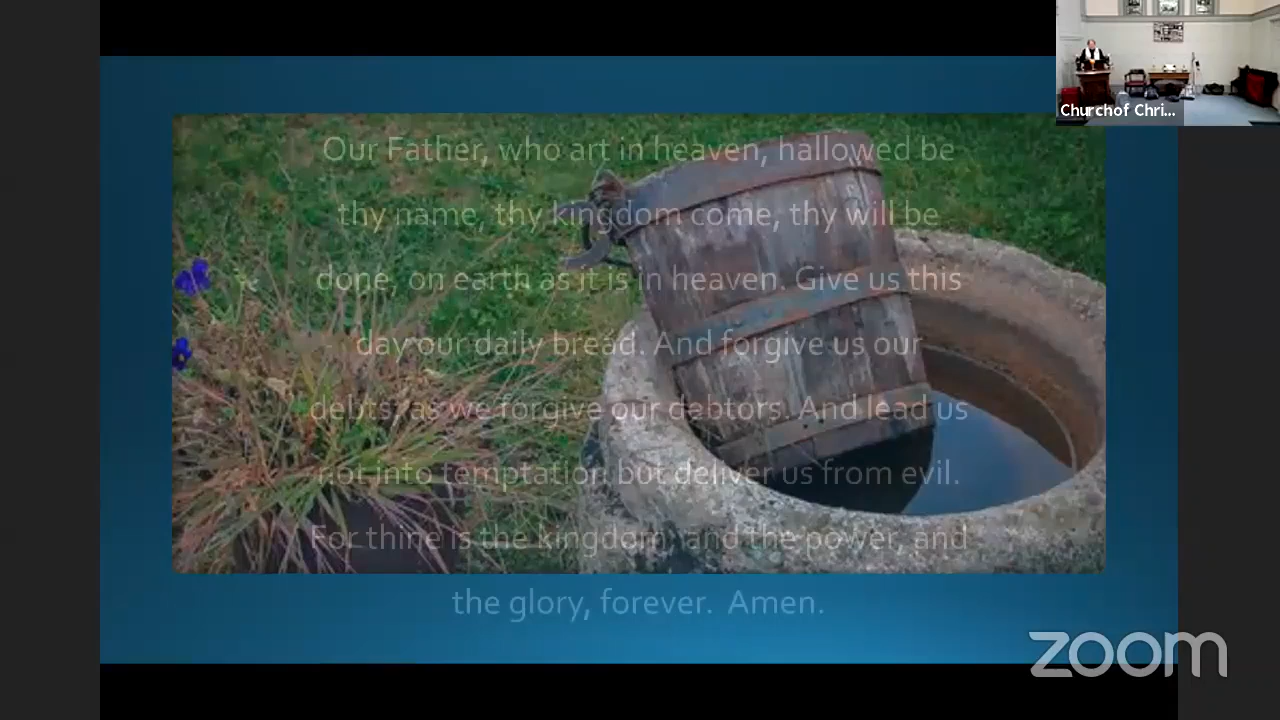 Churchof Chri...
Our Father, who art in heaven, hallowed be
thy name, thy kingdom come, thy will be
done, on earth as it is in heaven. Give us this
day our daily bread. And forgive us our
debts, as we forgive our debtors. And lead us
not into temptation but deliver us from evil.
For thine is the kingdom, and the power, and
the glory, forever. Amen.
zoom